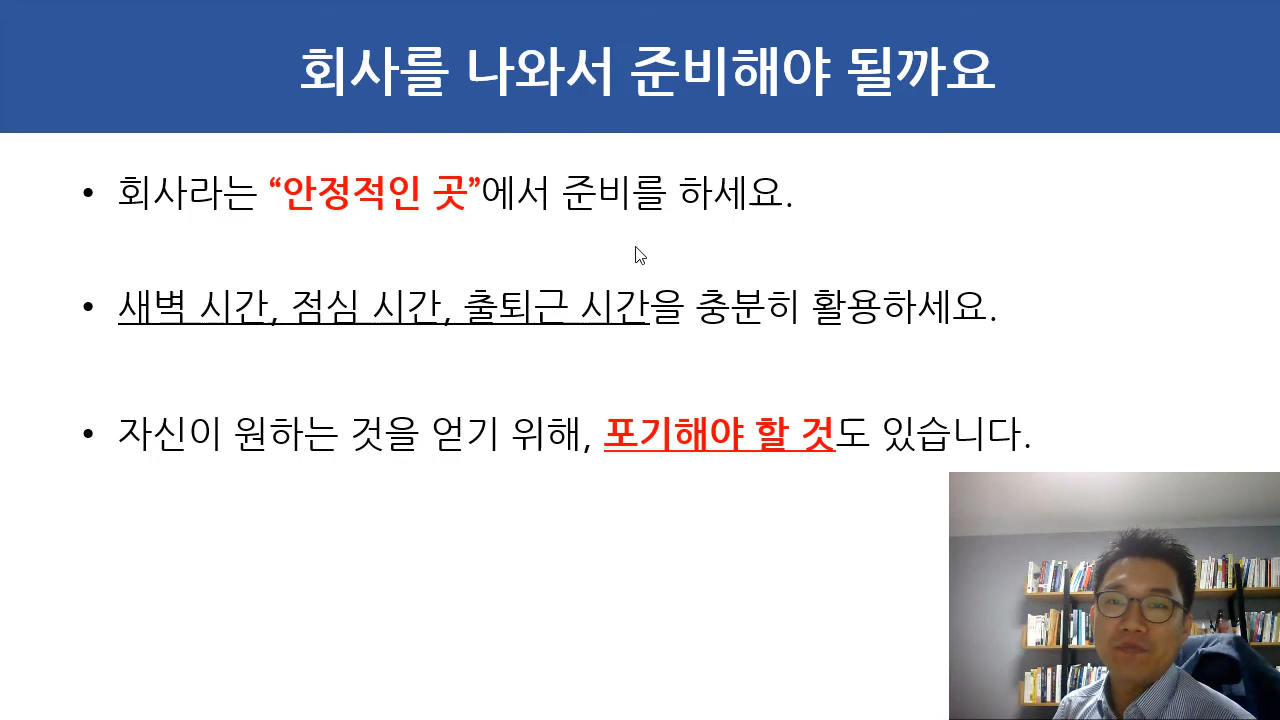 회사를 나와서 준비해야 될까요
• 회사라는 “안정적인 곳”에서 준비를 하세요.
• 새벽 시간, 점심 시간, 출퇴근 시간을 충분히 활용하세요.
• 자신이 원하는 것을 얻기 위해, 포기해야 할 것도 있습니다.